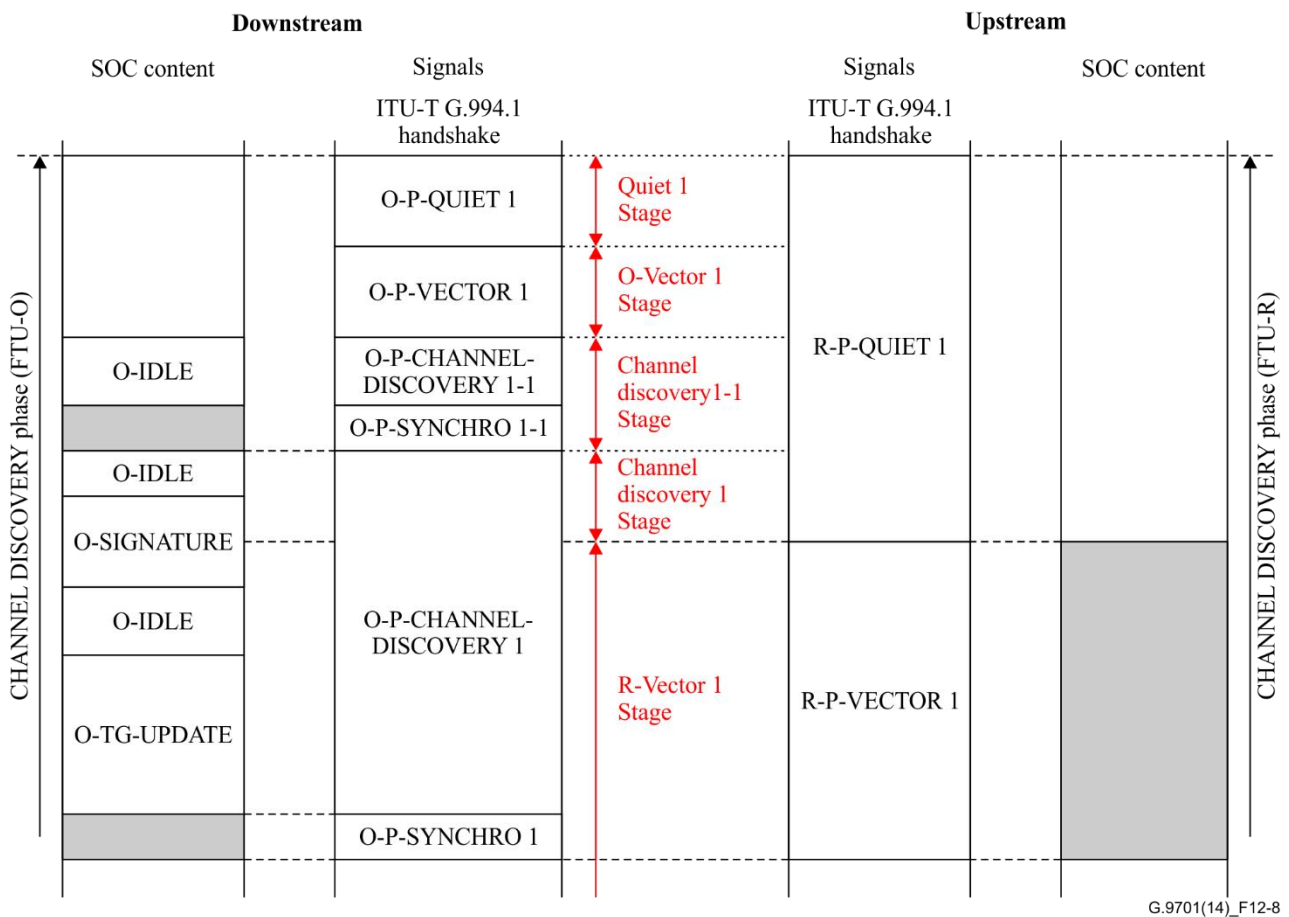 Downstream
Upstream
SOC content
Signals
Signals
SOC content
ITU-T G.994.1
handshake
ITU-T G.994.1
handshake
CHANNEL DISCOVERY phase (FTU-O)
O-IDLE
O-IDLE
O-SIGNATURE
O-IDLE
O-TG-UPDATE
O-P-QUIET 1
O-P-VECTOR 1
O-P-CHANNEL-
DISCOVERY 1-1
O-P-SYNCHRO 1-1
O-P-CHANNEL-
DISCOVERY 1
O-P-SYNCHRO 1
Quiet 1
Stage
O-Vector 1
Stage
Channel
discovery1-1
Stage
Channel
discovery 1
Stage
R-Vector 1
Stage
R-P-QUIET 1
R-P-VECTOR 1
CHANNEL DISCOVERY phase (FTU-R)
G.9701(14)_F12-8